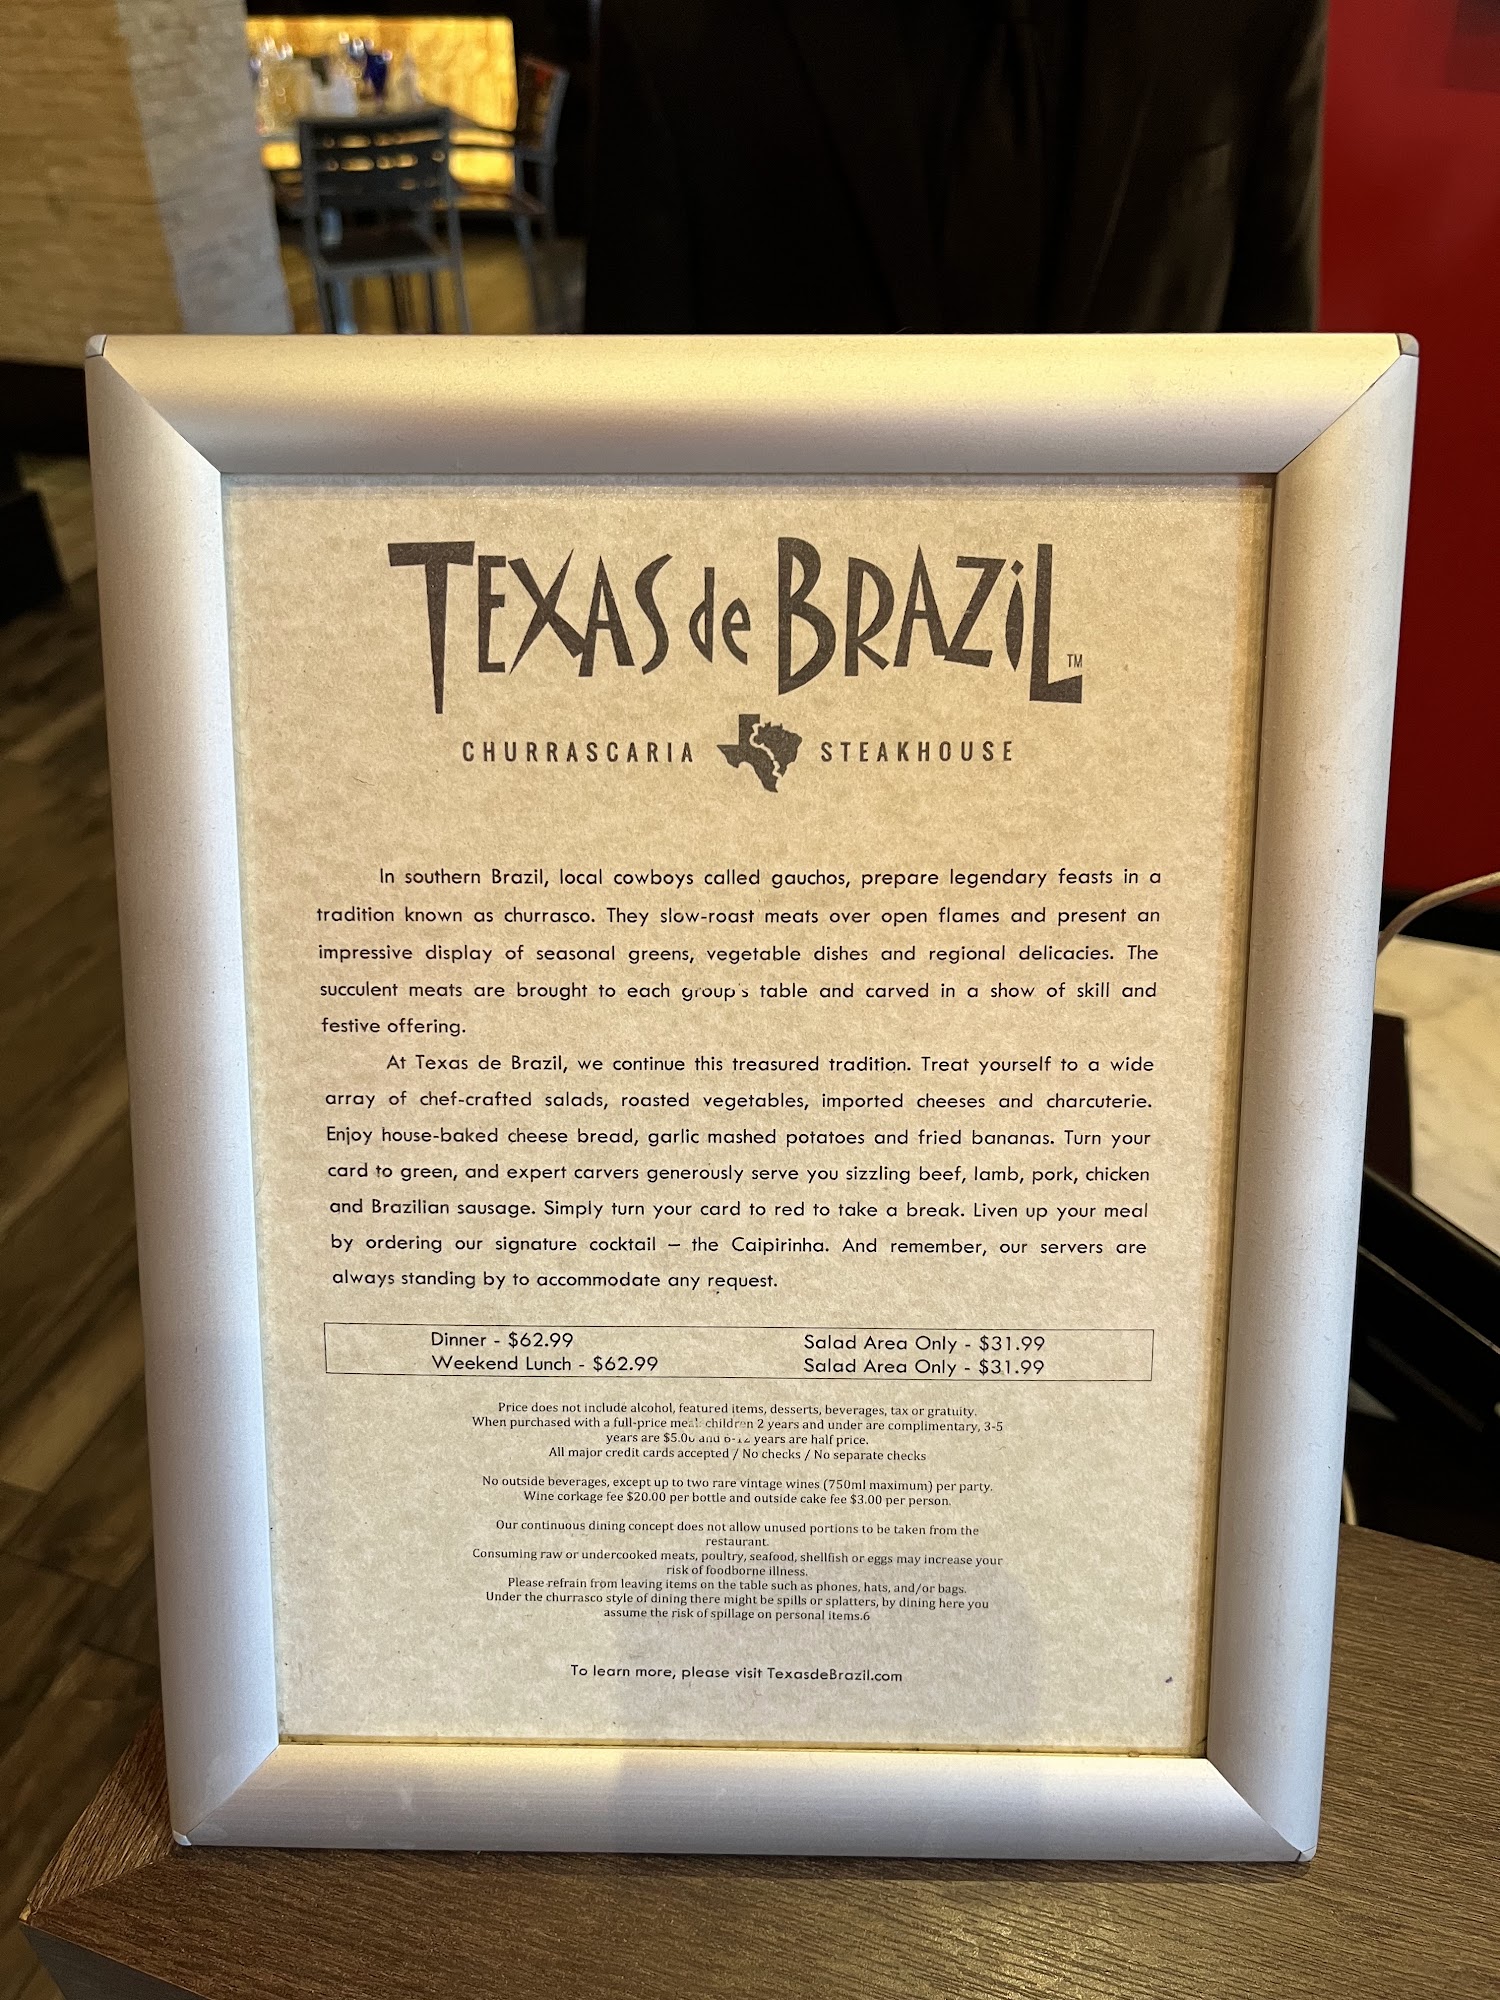 TEXAS de BRAZiL TM
CHURRASCARIA STEAKHOUSE
In southern Brazil, local cowboys called gauchos, prepare legendary feasts in a
tradition known as churrasco. They slow-roast meats over open flames and present an
impressive display of seasonal greens, vegetable dishes and regional delicacies. The
succulent meats are brought to each group's table and carved in a show of skill and
festive offering.
At Texas de Brazil, we continue this treasured tradition. Treat yourself to a wide
array of chef-crafted salads, roasted vegetables, imported cheeses and charcuterie.
Enjoy house-baked cheese bread, garlic mashed potatoes and fried bananas. Turn your
card to green, and expert carvers generously serve you sizzling beef, lamb, pork, chicken
and Brazilian sausage. Simply turn your card to red to take a break. Liven up your meal
by ordering our signature cocktail – the Caipirinha. And remember, our servers are
always standing by to accommodate any request.
Dinner - $62.99 Salad Area Only - $31.99
Weekend Lunch - $62.99 Salad Area Only - $31.99
Price does not include alcohol, featured items, desserts, beverages, tax or gratuity.
When purchased with a full-price meal: children 2 years and under are complimentary, 3-5
years are $5.00 and 6-12 years are half price.
All major credit cards accepted / No checks / No separate checks
No outside beverages, except up to two rare vintage wines (750ml maximum) per party.
Wine corkage fee $20.00 per bottle and outside cake fee $3.00 per person.
Our continuous dining concept does not allow unused portions to be taken from the
restaurant.
Consuming raw or undercooked meats, poultry, seafood, shellfish or eggs may increase your
risk of foodborne illness.
Please refrain from leaving items on the table such as phones, hats, and/or bags.
Under the churrasco style of dining there might be spills or splatters, by dining here you
assume the risk of spillage on personal items.6
To learn more, please visit TexasdeBrazil.com